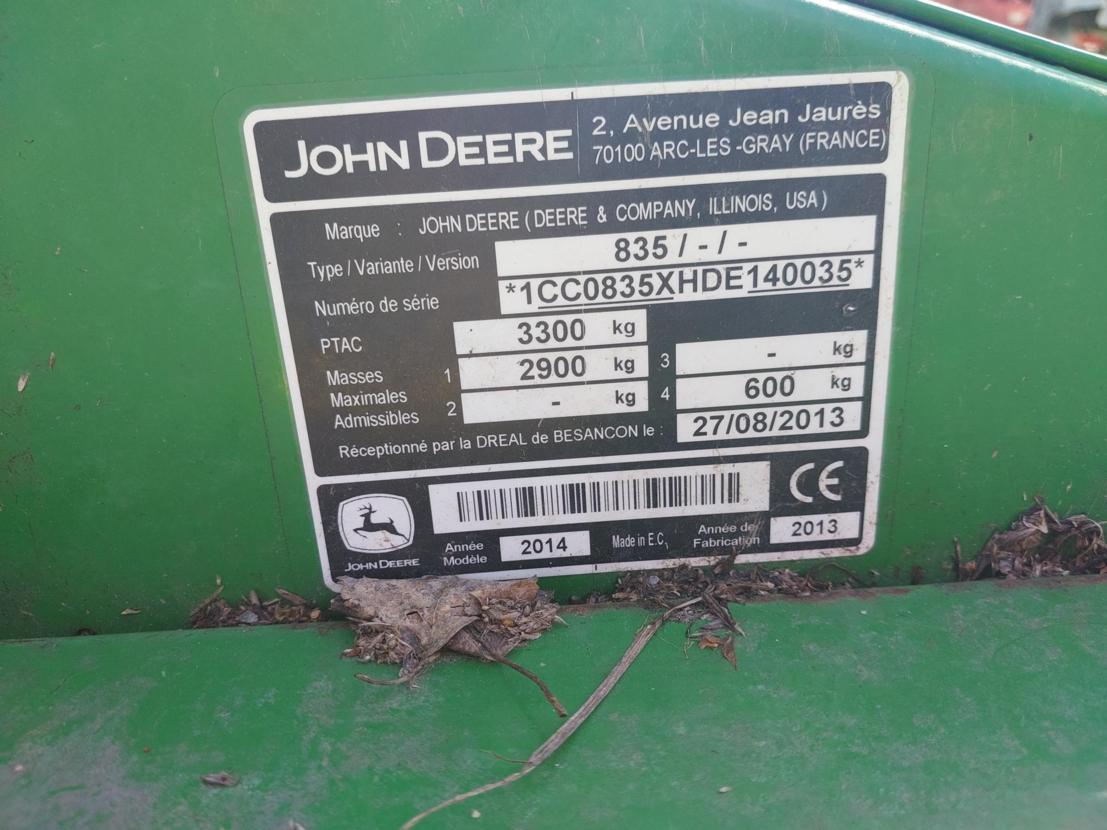 JOHN DEERE
2, Avenue Jean Jaurès
70100 ARC-LES -GRAY (FRANCE)
Marque : JOHN DEERE ( DEERE & COMPANY, ILLINOIS, USA )
Type / Variante / Version 835 / - / -
Numéro de série *1CC0835XHDE140035*
PTAC 3300 kg
Masses Maximales Admissibles
1 2900 kg 3 - kg
2 - kg 4 600 kg
Réceptionné par la DREAL de BESANCON le : 27/08/2013
JOHN DEERE
Année Modèle 2014
Made in E.C,
Année de Fabrication 2013
CE